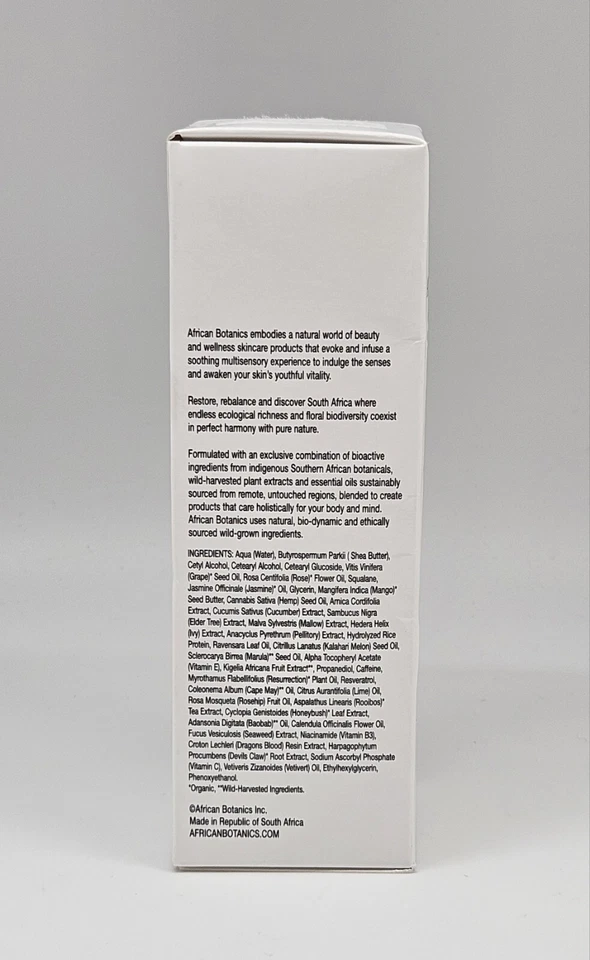 African Botanics embodies a natural world of beauty
and wellness skincare products that evoke and infuse a
soothing multisensory experience to indulge the senses
and awaken your skin's youthful vitality.
Restore, rebalance and discover South Africa where
endless ecological richness and floral biodiversity coexist
in perfect harmony with pure nature.
Formulated with an exclusive combination of bioactive
ingredients from indigenous Southern African botanicals,
wild-harvested plant extracts and essential oils sustainably
sourced from remote, untouched regions, blended to create
products that care holistically for your body and mind.
African Botanics uses natural, bio-dynamic and ethically
sourced wild-grown ingredients.
INGREDIENTS: Aqua (Water), Butyrospermum Parkii ( Shea Butter),
Cetyl Alcohol, Cetearyl Alcohol, Cetearyl Glucoside, Vitis Vinifera
(Grape)* Seed Oil, Rosa Centifolia (Rose)* Flower Oil, Squalane,
Jasmine Officinale (Jasmine)* Oil, Glycerin, Mangifera Indica (Mango)*
Seed Butter, Cannabis Sativa (Hemp) Seed Oil, Arnica Cordifolia
Extract, Cucumis Sativus (Cucumber) Extract, Sambucus Nigra
(Elder Tree) Extract, Malva Sylvestris (Mallow) Extract, Hedera Helix
(Ivy) Extract, Anacyclus Pyrethrum (Pellitory) Extract, Hydrolyzed Rice
Protein, Ravensara Leaf Oil, Citrillus Lanatus (Kalahari Melon) Seed Oil,
Sclerocarya Birrea (Marula)** Seed Oil, Alpha Tocopheryl Acetate
(Vitamin E), Kigelia Africana Fruit Extract**, Propanediol, Caffeine,
Myrothamus Flabellifolius (Resurrection)* Plant Oil, Resveratrol,
Coleonema Album (Cape May)** Oil, Citrus Aurantifolia (Lime) Oil,
Rosa Mosqueta (Rosehip) Fruit Oil, Aspalathus Linearis (Rooibos)*
Tea Extract, Cyclopia Genistoides (Honeybush)* Leaf Extract,
Adansonia Digitata (Baobab)** Oil, Calendula Officinalis Flower Oil,
Fucus Vesiculosis (Seaweed) Extract, Niacinamide (Vitamin B3),
Croton Lechleri (Dragons Blood) Resin Extract, Harpagophytum
Procumbens (Devils Claw)* Root Extract, Sodium Ascorbyl Phosphate
(Vitamin C), Vetiveris Zizanoides (Vetivert) Oil, Ethylhexylglycerin,
Phenoxyethanol.
*Organic, **Wild-Harvested Ingredients.
©African Botanics Inc.
Made in Republic of South Africa
AFRICANBOTANICS.COM